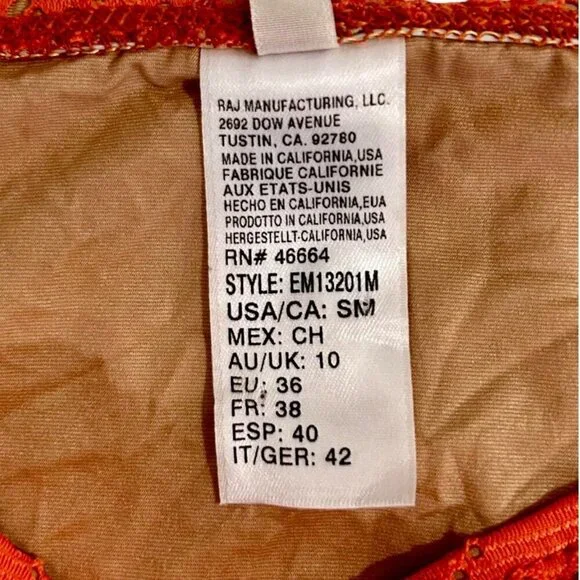 RAJ MANUFACTURING, LLC.
2692 DOW AVENUE
TUSTIN, CA. 92780
MADE IN CALIFORNIA,USA
FABRIQUE CALIFORNIE
AUX ETATS-UNIS
HECHO EN CALIFORNIA,EUA
PRODOTTO IN CALIFORNIA,USA
HERGESTELLT-CALIFORNIA,USA
RN# 46664
STYLE: EM13201M
USA/CA: SM
MEX: CH
AU/UK: 10
EU: 36
FR: 38
ESP: 40
IT/GER: 42